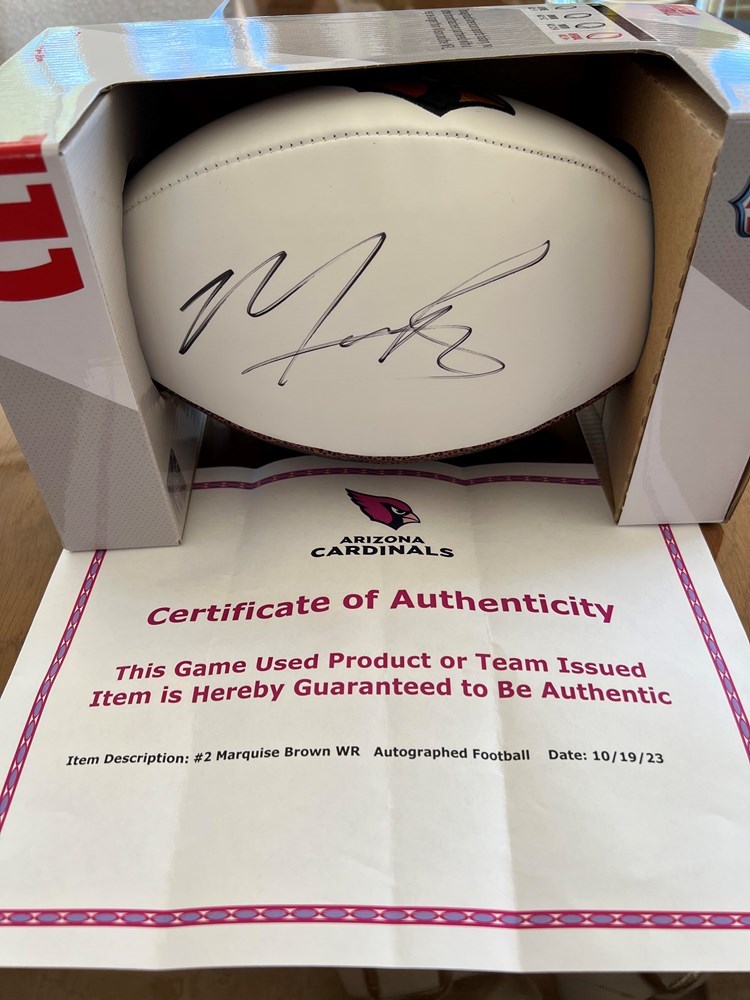 ARIZONA
CARDINALS
Certificate of Authenticity
This Game Used Product or Team Issued
Item is Hereby Guaranteed to Be Authentic
Item Description: #2 Marquise Brown WR Autographed Football Date: 10/19/23